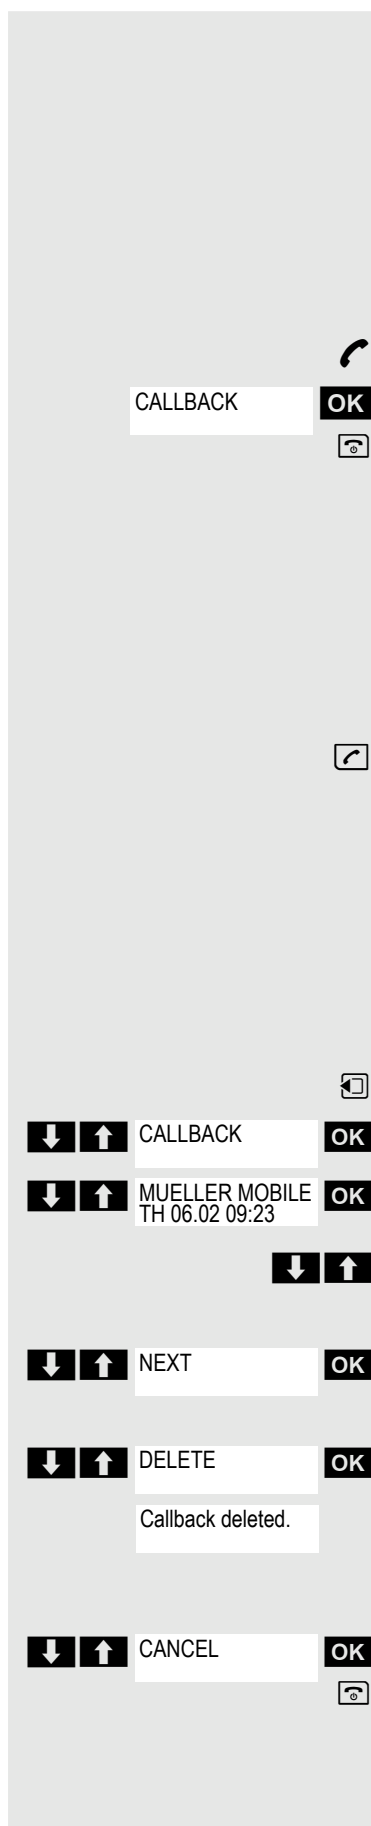 CALLBACK OK
CALLBACK OK
MUELLER MOBILE OK
TH 06.02 09:23
NEXT OK
DELETE OK
Callback deleted.
CANCEL OK